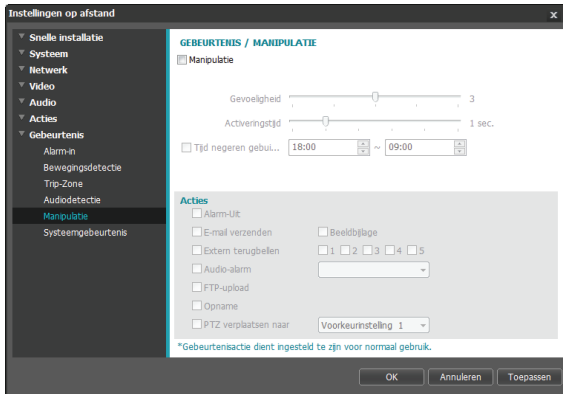 Instellingen op afstand x
Snelle installatie
Systeem
Netwerk
Video
Audio
Acties
Gebeurtenis
Alarm-in
Bewegingsdetectie
Trip-Zone
Audiodetectie
Manipulatie
Systeemgebeurtenis
GEBEURTENIS / MANIPULATIE
Manipulatie
Gevoeligheid 3
Activeringstijd 1 sec.
Tijd negeren gebui... 18:00 ~ 09:00
Acties
Alarm-Uit
E-mail verzenden Beeldbijlage
Extern terugbellen 1 2 3 4 5
Audio-alarm
FTP-upload
Opname
PTZ verplaatsen naar Voorkeurinstelling 1
*Gebeurtenisactie dient ingesteld te zijn voor normaal gebruik.
OK Annuleren Toepassen